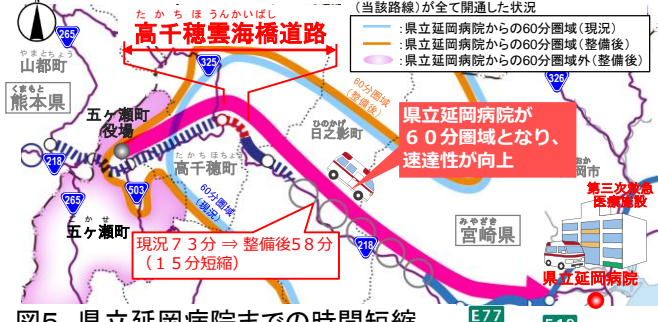 (当該路線)が全て開通した状況
:県立延岡病院からの60分圏域(現況)
:県立延岡病院からの60分圏域(整備後)
:県立延岡病院からの60分圏域外(整備後)
たかちほうんかいばし
高千穂雲海橋道路
265
やまとちょう
山都町
325
326
くまもと
熊本県
五ヶ瀬町
役場
60分圏域
(整備後)
ひのかげ
日之影町
県立延岡病院が
60分圏域となり、
速達性が向上
218
たかちほちょう
高千穂町
503
60分圏域
(現況)
265
五ヶ瀬町
岡市
第三次救急
医療施設
みやざき
宮崎県
218
現況73分 ⇒ 整備後58分
(15分短縮)
県立延岡病院
図5 県立延岡病院までの時間短縮
E77